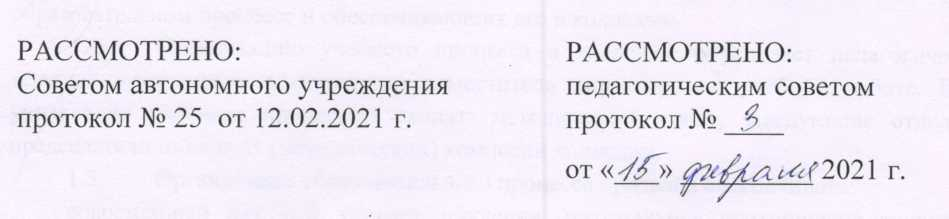 РАССМОТРЕНО:
Советом автономного учреждения
протокол № 25 от 12.02.2021 г.
РАССМОТРЕНО:
педагогическим советом
протокол № 3
от «15» февраля 2021 г.